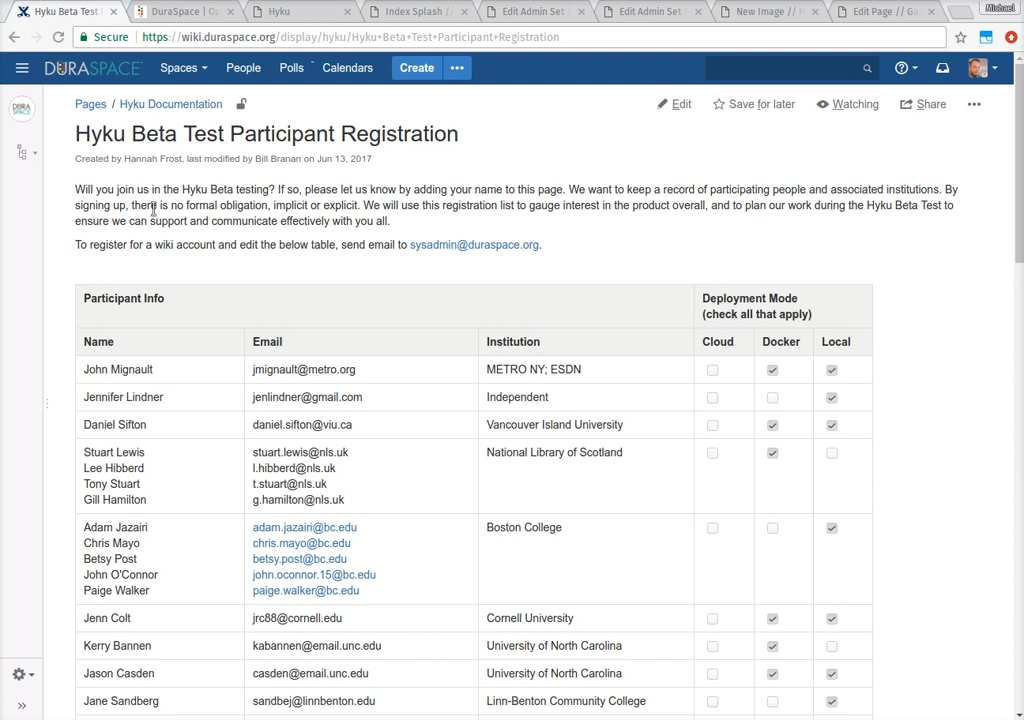 Hyku Beta Test
DuraSpace | Op
Hyku
Index Splash //
Edit Admin Set
Edit Admin Set
New Image // H
Edit Page // Ga
Michael
Secure https://wiki.duraspace.org/display/hyku/Hyku+Beta+Test+Participant+Registration
DURASPACE Spaces People Polls Calendars Create
Pages / Hyku Documentation Edit Save for later Watching Share
Hyku Beta Test Participant Registration
Created by Hannah Frost, last modified by Bill Branan on Jun 13, 2017
Will you join us in the Hyku Beta testing? If so, please let us know by adding your name to this page. We want to keep a record of participating people and associated institutions. By
signing up, there is no formal obligation, implicit or explicit. We will use this registration list to gauge interest in the product overall, and to plan our work during the Hyku Beta Test to
ensure we can support and communicate effectively with you all.
To register for a wiki account and edit the below table, send email to sysadmin@duraspace.org.
Participant Info Deployment Mode
(check all that apply)
Name Email Institution Cloud Docker Local
John Mignault jmignault@metro.org METRO NY; ESDN
Jennifer Lindner jenlindner@gmail.com Independent
Daniel Sifton daniel.sifton@viu.ca Vancouver Island University
Stuart Lewis stuart.lewis@nls.uk National Library of Scotland
Lee Hibberd l.hibberd@nls.uk
Tony Stuart t.stuart@nls.uk
Gill Hamilton g.hamilton@nls.uk
Adam Jazairi adam.jazairi@bc.edu Boston College
Chris Mayo chris.mayo@bc.edu
Betsy Post betsy.post@bc.edu
John O'Connor john.oconnor.15@bc.edu
Paige Walker paige.walker@bc.edu
Jenn Colt jrc88@cornell.edu Cornell University
Kerry Bannen kabannen@email.unc.edu University of North Carolina
Jason Casden casden@email.unc.edu University of North Carolina
Jane Sandberg sandbej@linnbenton.edu Linn-Benton Community College